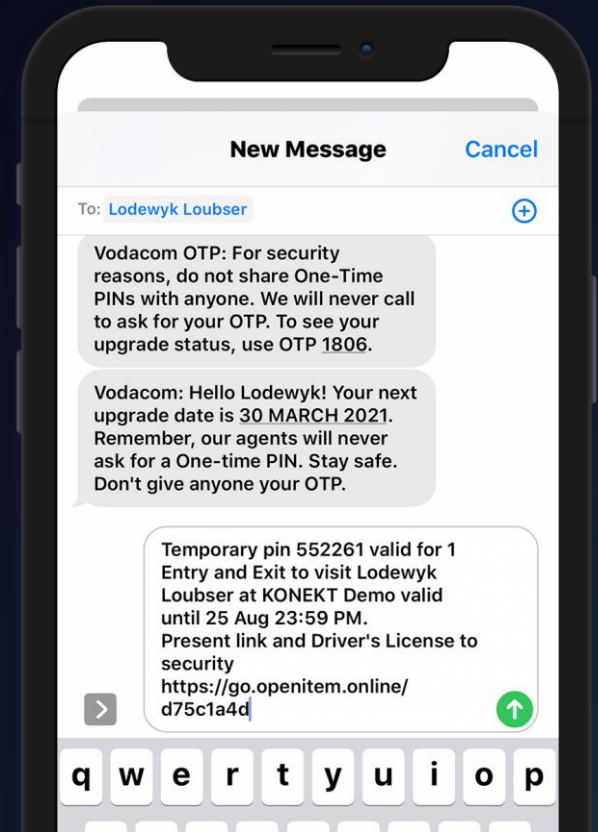 New Message
Cancel
To: Lodewyk Loubser
Vodacom OTP: For security
reasons, do not share One-Time
PINs with anyone. We will never call
to ask for your OTP. To see your
upgrade status, use OTP 1806.
Vodacom: Hello Lodewyk! Your next
upgrade date is 30 MARCH 2021.
Remember, our agents will never
ask for a One-time PIN. Stay safe.
Don't give anyone your OTP.
Temporary pin 552261 valid for 1
Entry and Exit to visit Lodewyk
Loubser at KONEKT Demo valid
until 25 Aug 23:59 PM.
Present link and Driver's License to
security
https://go.openitem.online/
d75c1a4d
q w e r t y u i o p